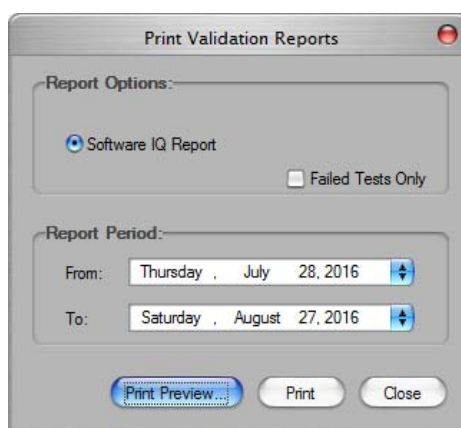 Print Validation Reports
Report Options:
Software IQ Report
Failed Tests Only
Report Period:
From: Thursday , July 28, 2016
To: Saturday , August 27, 2016
Print Preview... Print Close